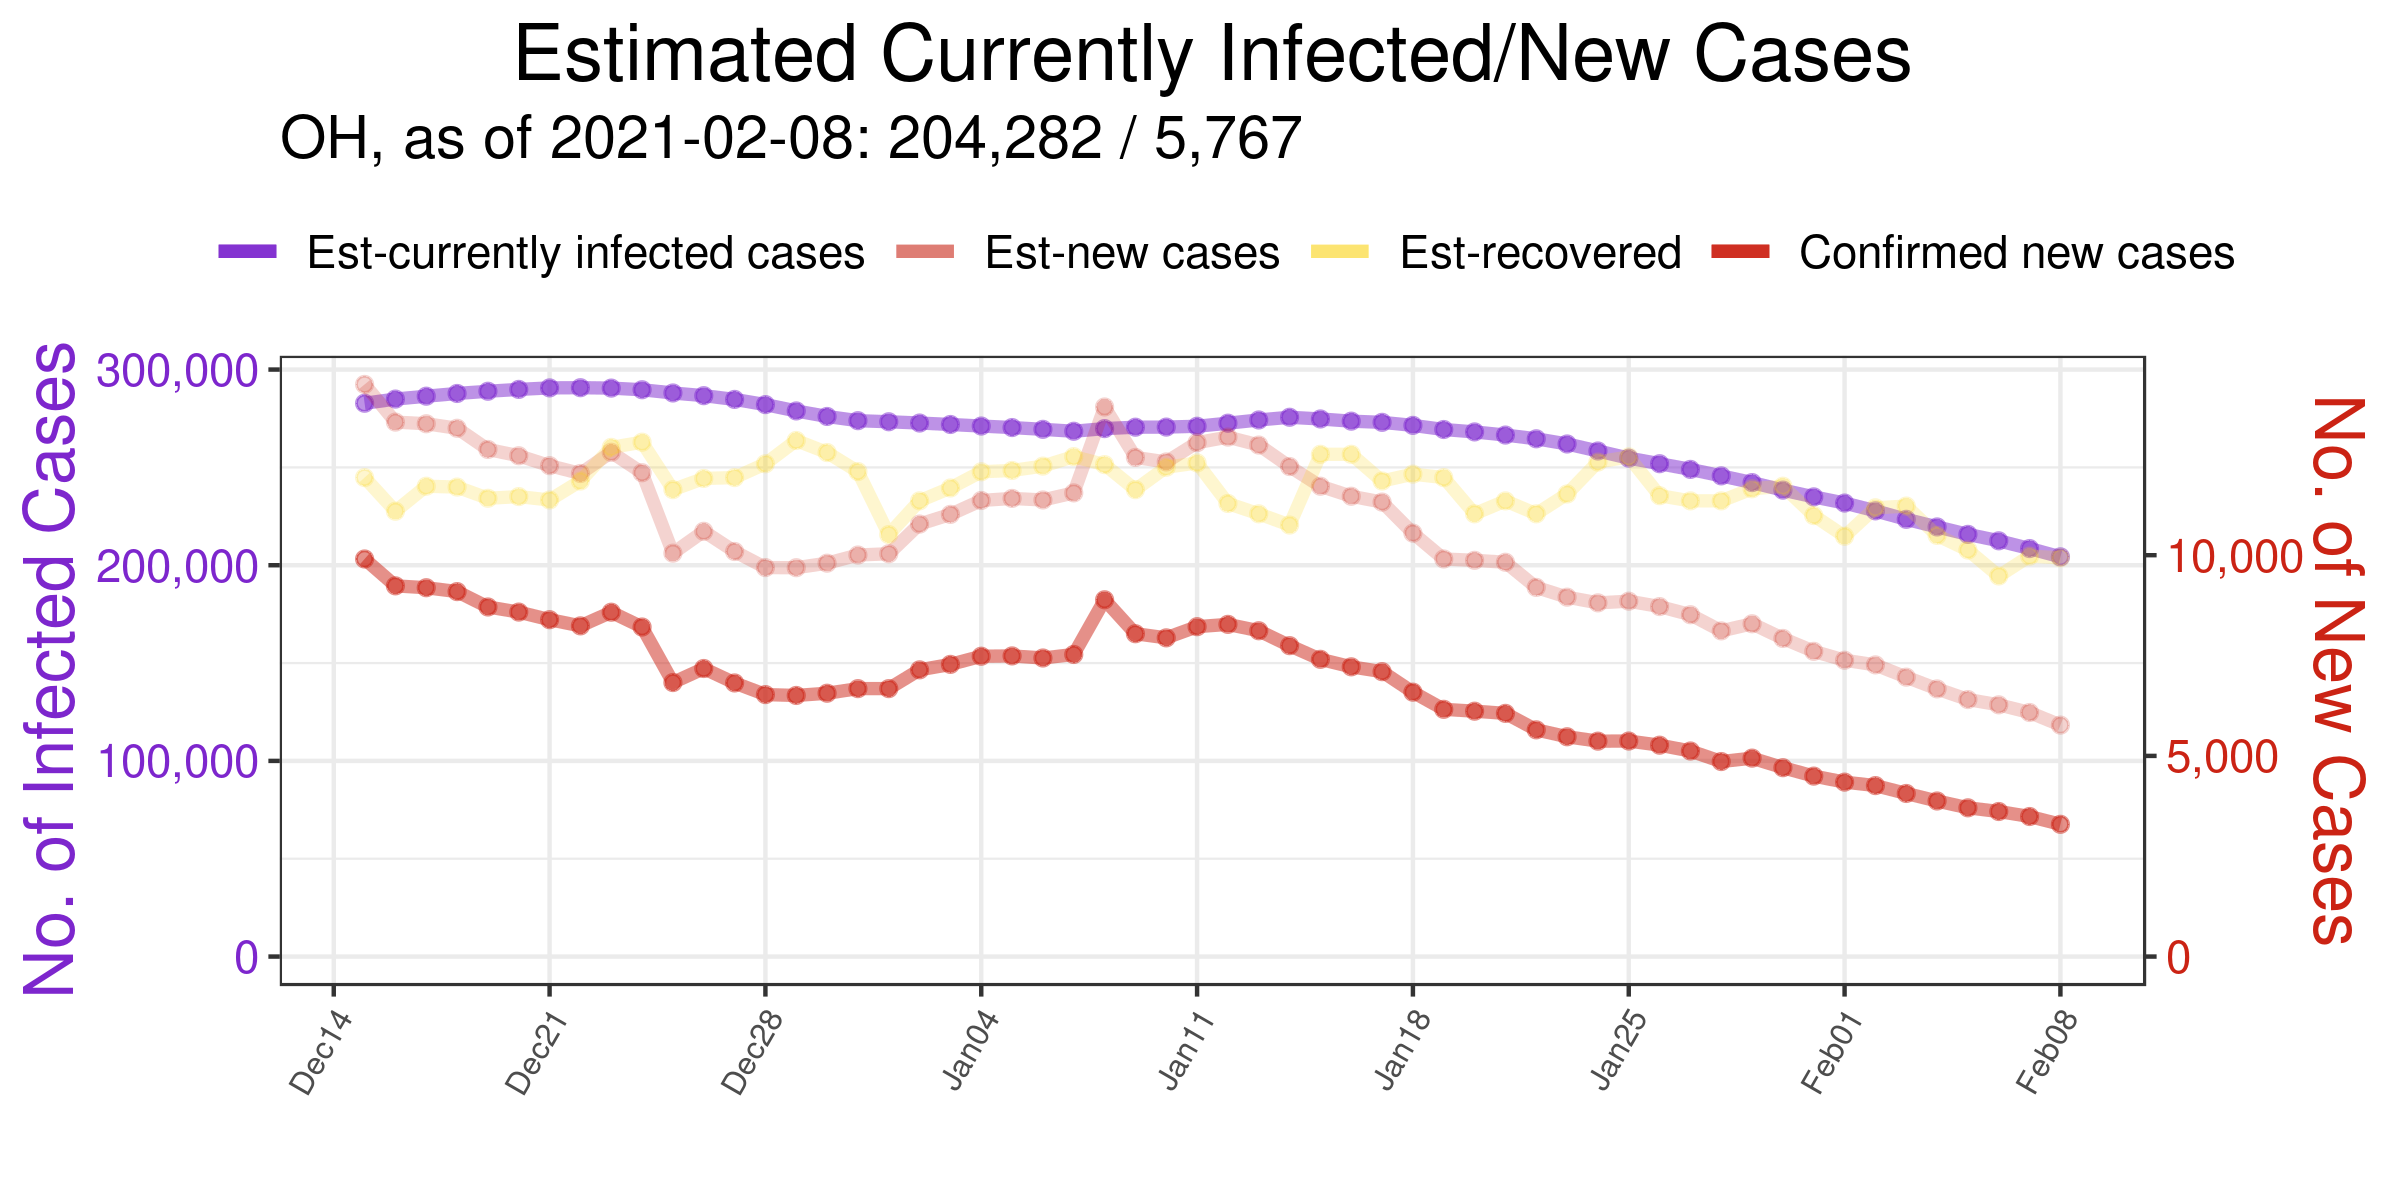 Estimated Currently Infected/New Cases
OH, as of 2021-02-08: 204,282 / 5,767
Est-currently infected cases Est-new cases Est-recovered Confirmed new cases
No. of Infected Cases
300,000
200,000
100,000
0
10,000
5,000
0
No. of New Cases
Dec14 Dec21 Dec28 Jan04 Jan11 Jan18 Jan25 Feb01 Feb08